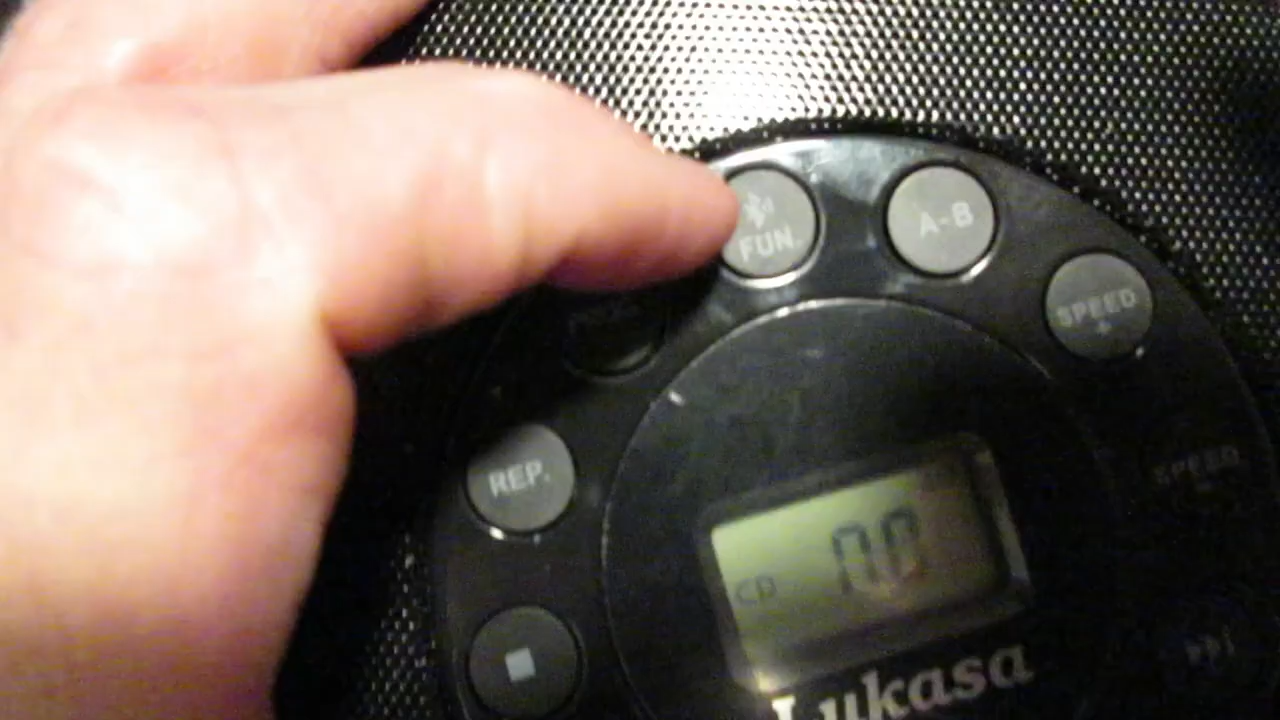 FUN.
A-B
SPEED
+
REP.
SPEED
-
CD
Lukasa